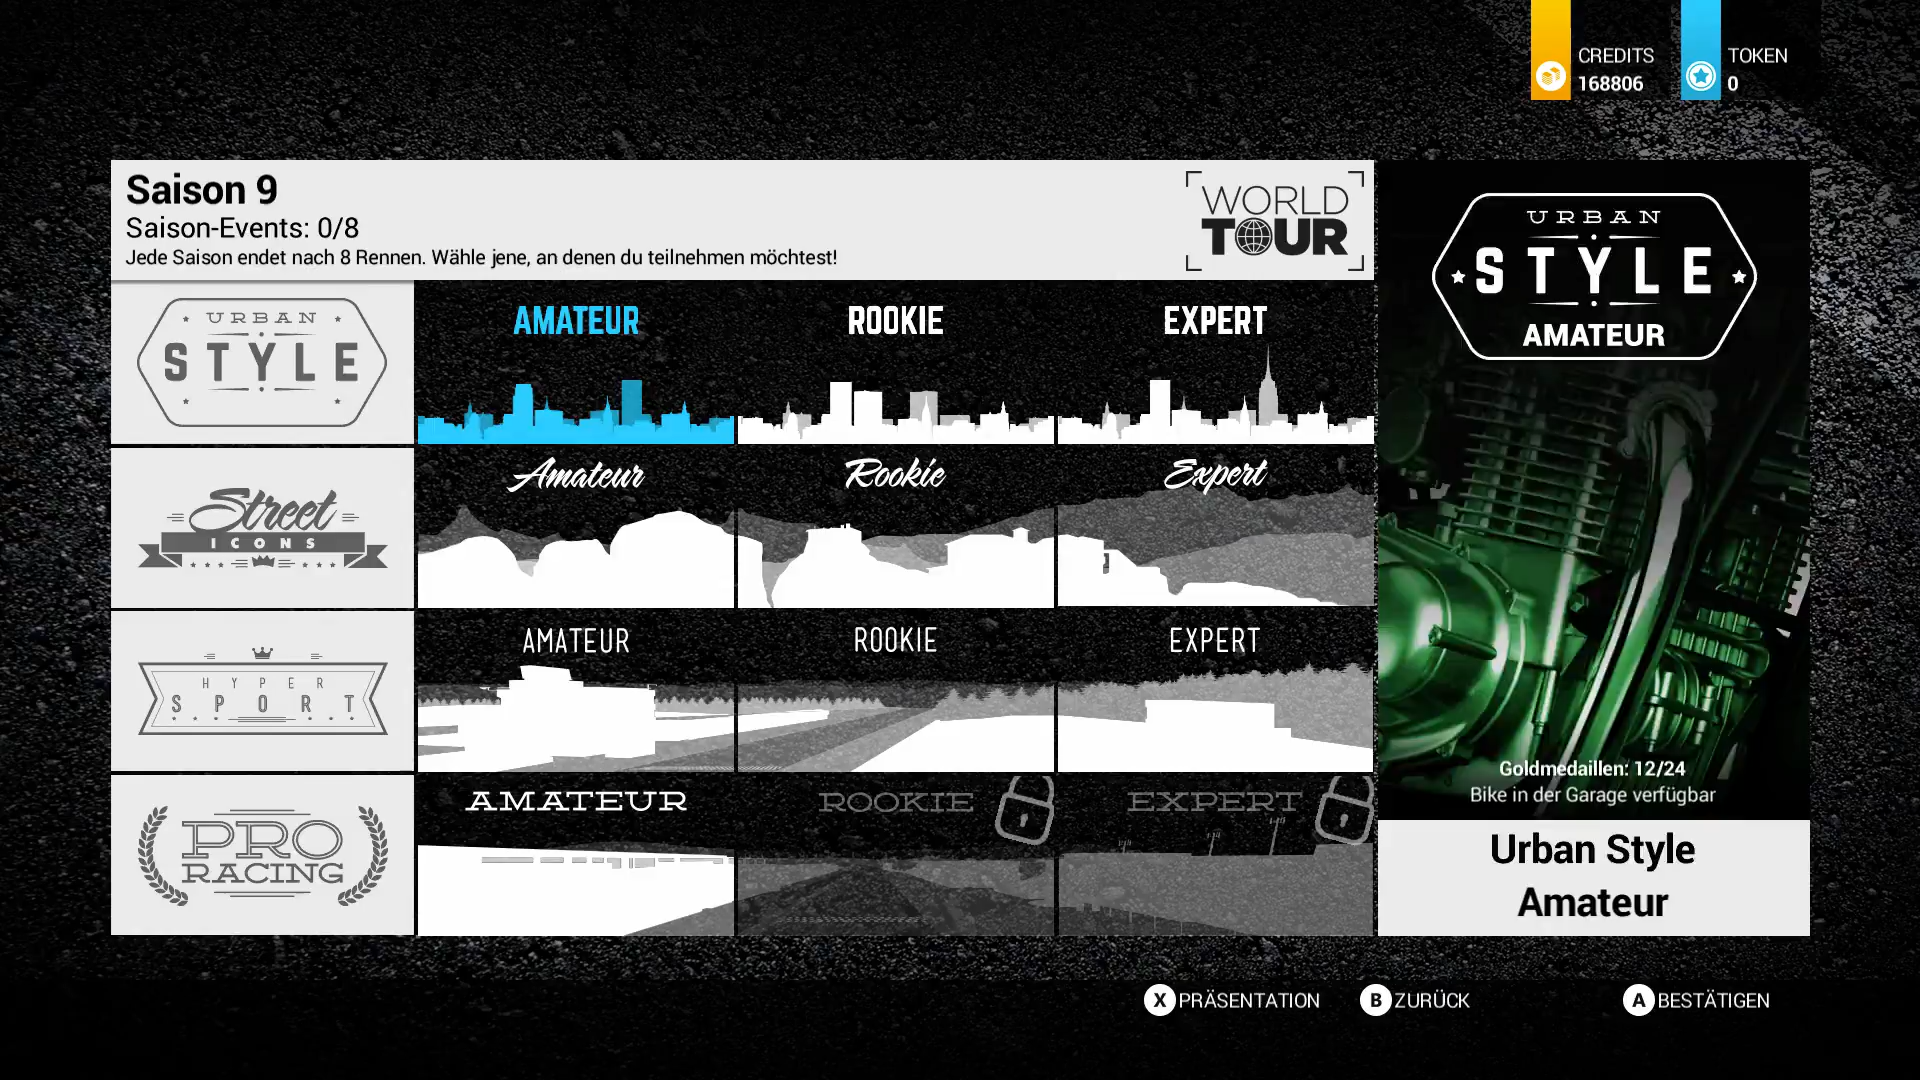 CREDITS
168806
TOKEN
0
Saison 9
Saison-Events: 0/8
Jede Saison endet nach 8 Rennen. Wähle jene, an denen du teilnehmen möchtest!
WORLD
TOUR
URBAN
STYLE
AMATEUR
ROOKIE
EXPERT
Street
ICONS
Amateur
Rookie
Expert
HYPER
SPORT
AMATEUR
ROOKIE
EXPERT
PRO
RACING
AMATEUR
ROOKIE
EXPERT
URBAN
STYLE
AMATEUR
Goldmedaillen: 12/24
Bike in der Garage verfügbar
Urban Style
Amateur
X PRÄSENTATION
B ZURÜCK
A BESTÄTIGEN